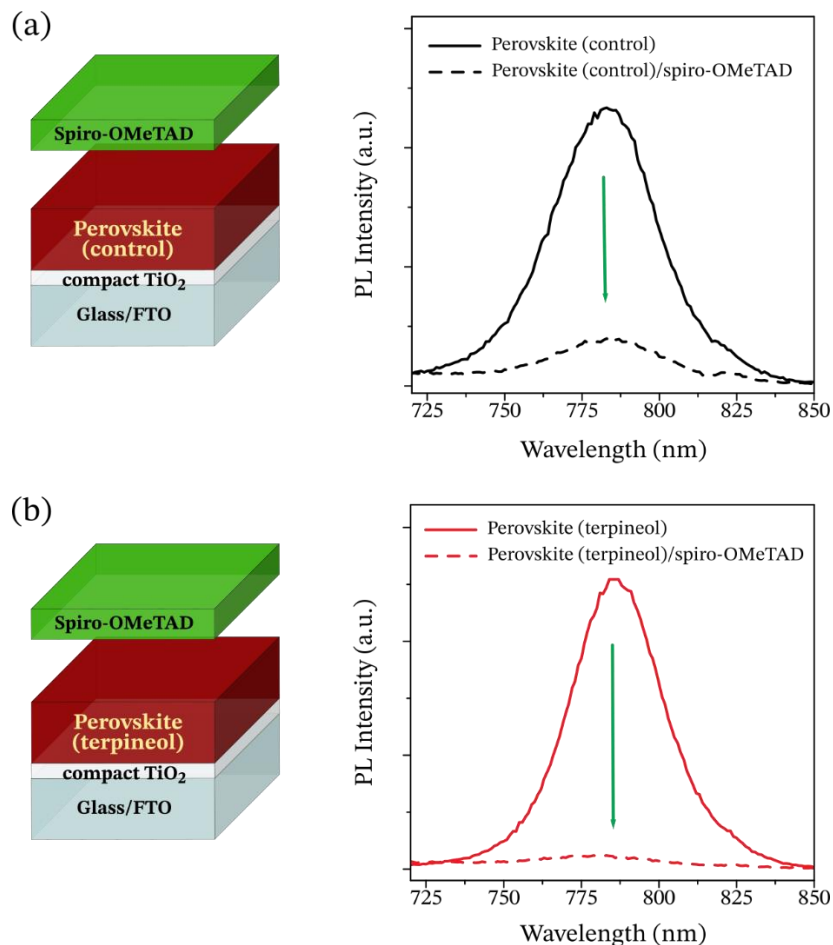 (a)
Spiro-OMeTAD
Perovskite
(control)
compact TiO₂
Glass/FTO
Perovskite (control)
Perovskite (control)/spiro-OMeTAD
PL Intensity (a.u.)
725 750 775 800 825 850
Wavelength (nm)
(b)
Spiro-OMeTAD
Perovskite
(terpineol)
compact TiO₂
Glass/FTO
Perovskite (terpineol)
Perovskite (terpineol)/spiro-OMeTAD
PL Intensity (a.u.)
725 750 775 800 825 850
Wavelength (nm)